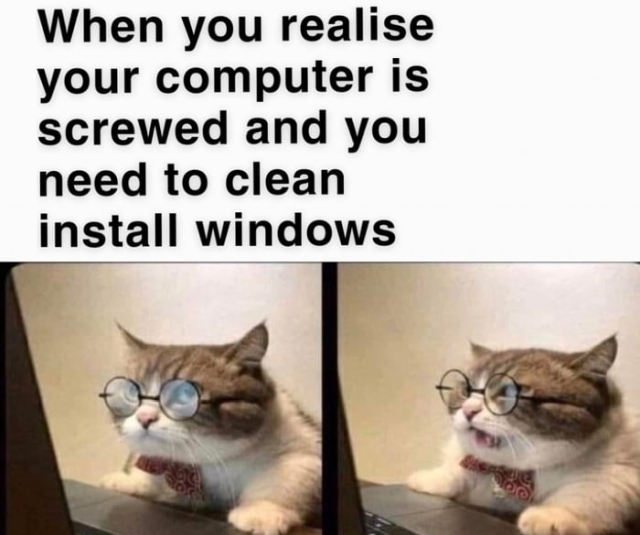 When you realise
your computer is
screwed and you
need to clean
install windows